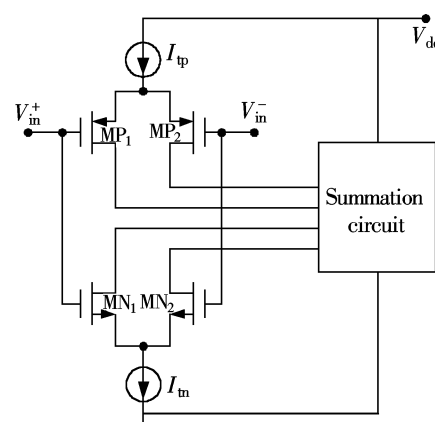 V_dd
I_tp
V_in^+
V_in^-
MP_1
MP_2
Summation
circuit
MN_1
MN_2
I_tn